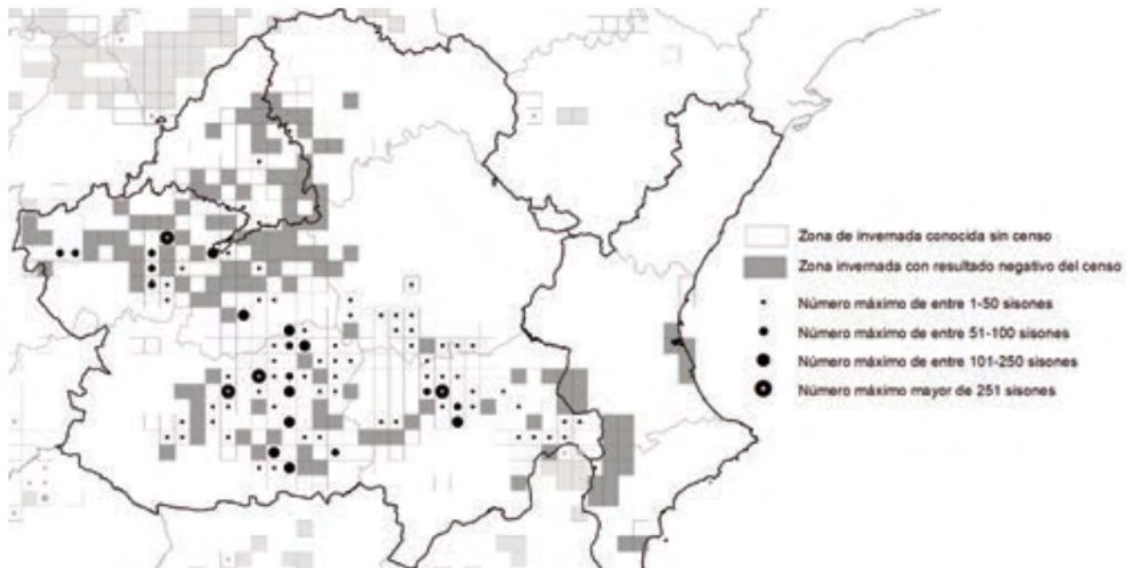 Zona de invernada conocida sin censo
Zona invernada con resultado negativo del censo
Número máximo de entre 1-50 sisones
Número máximo de entre 51-100 sisones
Número máximo de entre 101-250 sisones
Número máximo mayor de 251 sisones